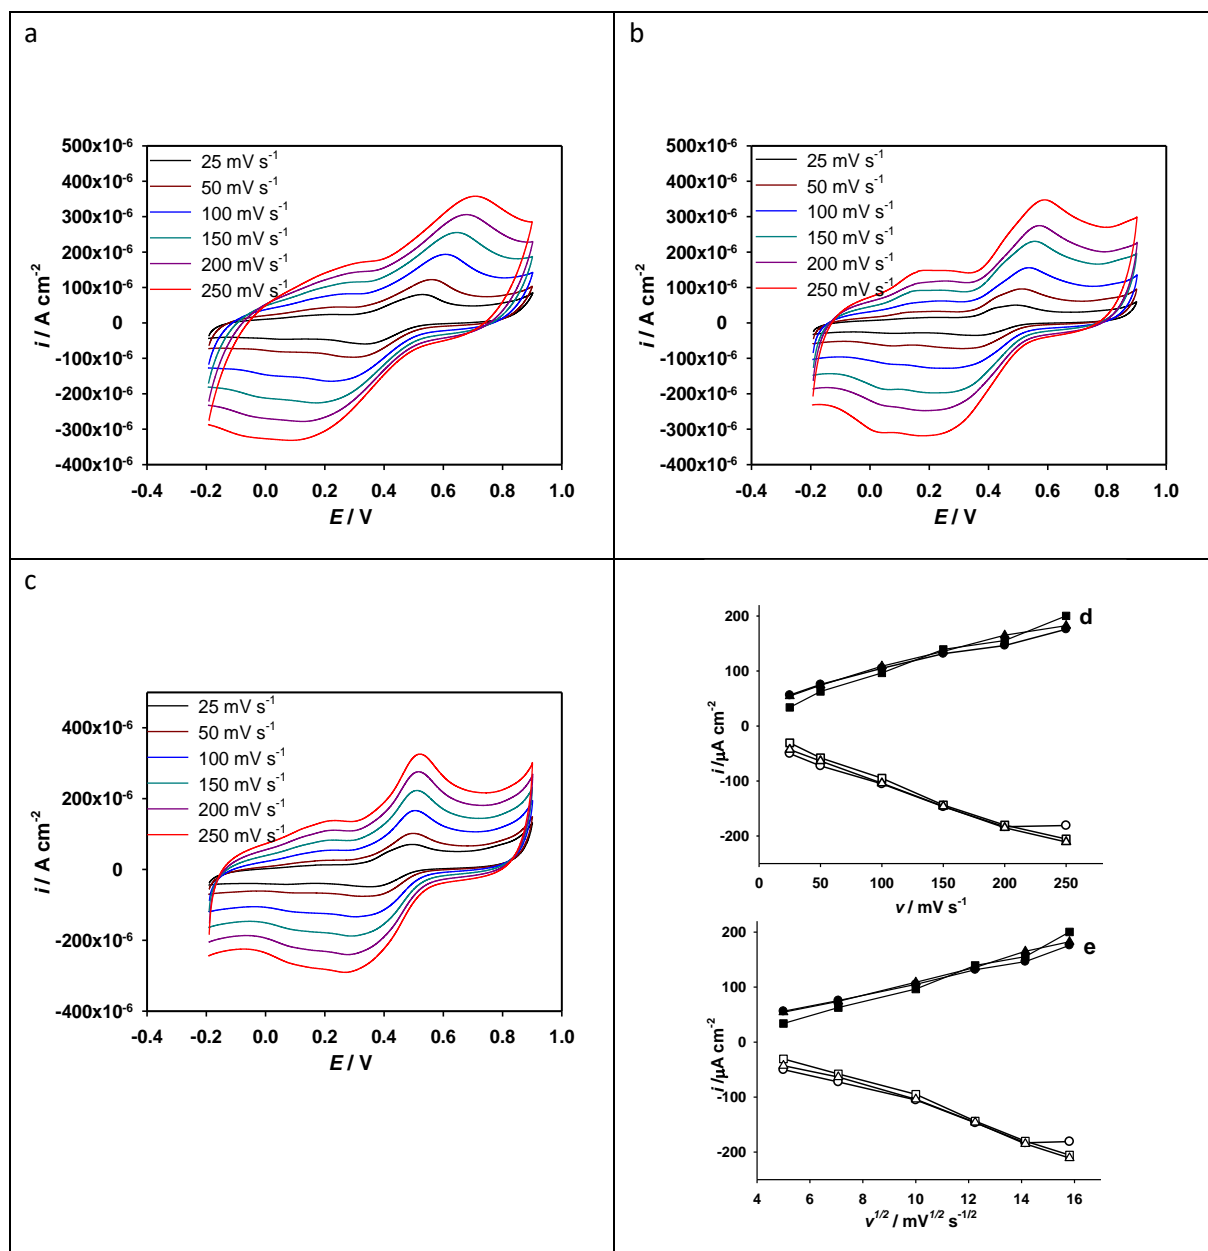 a
500x10⁻⁶
400x10⁻⁶
300x10⁻⁶
200x10⁻⁶
100x10⁻⁶
0
-100x10⁻⁶
-200x10⁻⁶
-300x10⁻⁶
-400x10⁻⁶
i / A cm⁻²
25 mV s⁻¹
50 mV s⁻¹
100 mV s⁻¹
150 mV s⁻¹
200 mV s⁻¹
250 mV s⁻¹
-0.4 -0.2 0.0 0.2 0.4 0.6 0.8 1.0
E / V
b
500x10⁻⁶
400x10⁻⁶
300x10⁻⁶
200x10⁻⁶
100x10⁻⁶
0
-100x10⁻⁶
-200x10⁻⁶
-300x10⁻⁶
-400x10⁻⁶
i / A cm⁻²
25 mV s⁻¹
50 mV s⁻¹
100 mV s⁻¹
150 mV s⁻¹
200 mV s⁻¹
250 mV s⁻¹
-0.4 -0.2 0.0 0.2 0.4 0.6 0.8 1.0
E / V
c
400x10⁻⁶
200x10⁻⁶
0
-200x10⁻⁶
-400x10⁻⁶
i / A cm⁻²
25 mV s⁻¹
50 mV s⁻¹
100 mV s⁻¹
150 mV s⁻¹
200 mV s⁻¹
250 mV s⁻¹
-0.4 -0.2 0.0 0.2 0.4 0.6 0.8 1.0
E / V
d
200
100
0
-100
-200
i /µA cm⁻²
0 50 100 150 200 250
v / mV s⁻¹
e
200
100
0
-100
-200
i /µA cm⁻²
4 6 8 10 12 14 16
v¹ᐟ² / mV¹ᐟ² s⁻¹ᐟ²